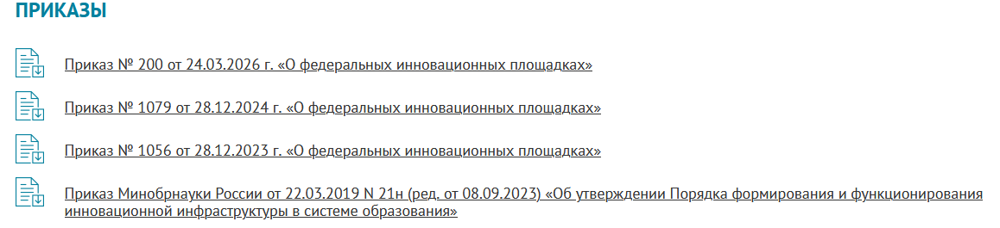 ПРИКАЗЫ
Приказ № 200 от 24.03.2026 г. «О федеральных инновационных площадках»
Приказ № 1079 от 28.12.2024 г. «О федеральных инновационных площадках»
Приказ № 1056 от 28.12.2023 г. «О федеральных инновационных площадках»
Приказ Минобрнауки России от 22.03.2019 N 21н (ред. от 08.09.2023) «Об утверждении Порядка формирования и функционирования
инновационной инфраструктуры в системе образования»